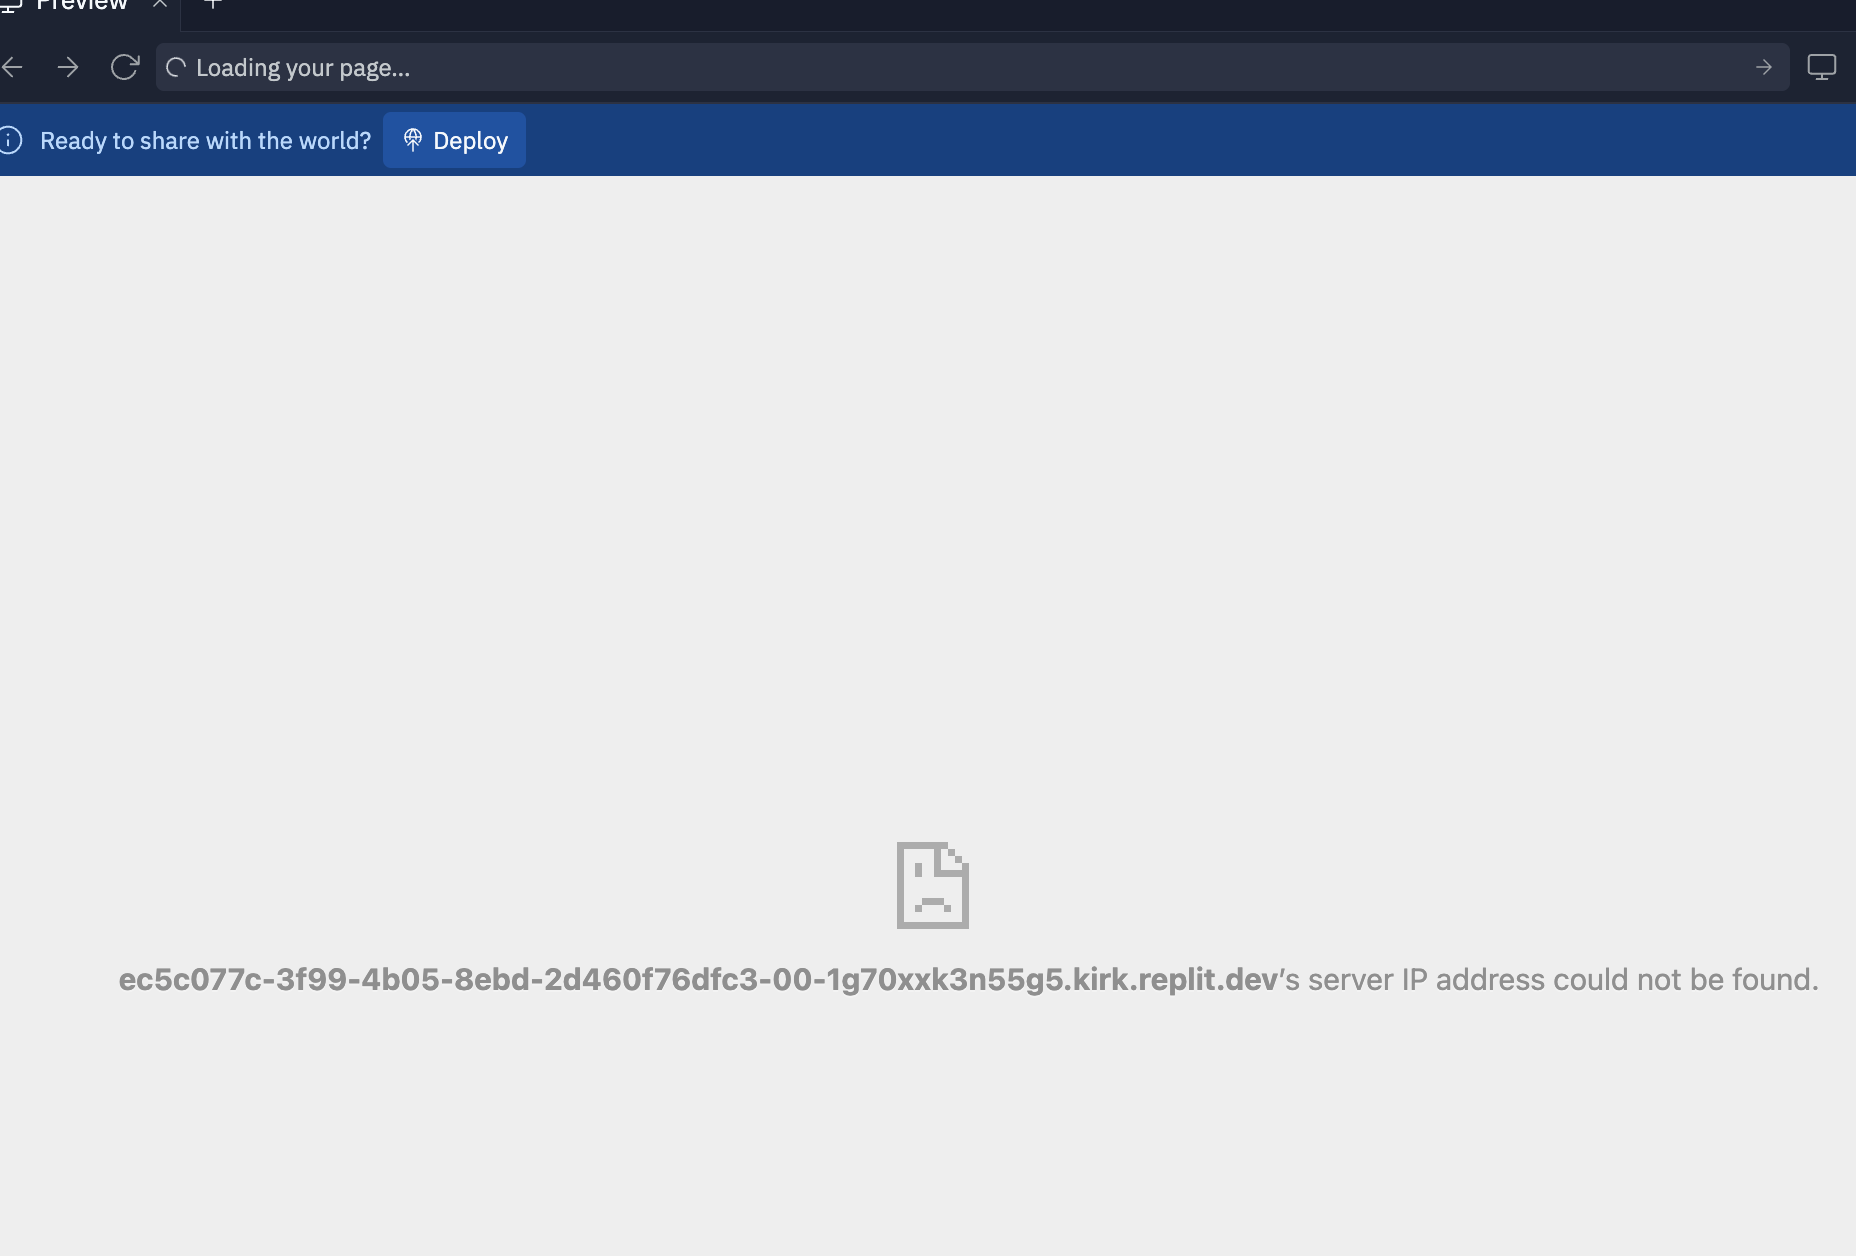 Preview
Loading your page...
Ready to share with the world? Deploy
ec5c077c-3f99-4b05-8ebd-2d460f76dfc3-00-1g70xxk3n55g5.kirk.replit.dev’s server IP address could not be found.